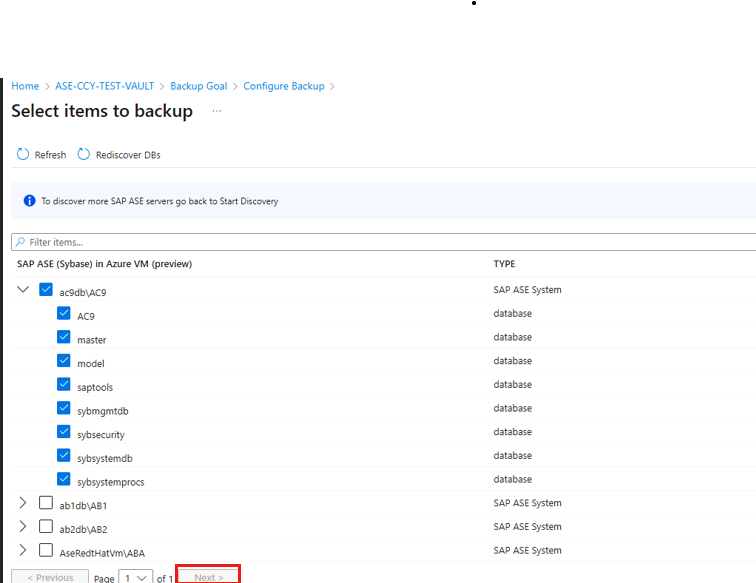 Home > ASE-CCY-TEST-VAULT > Backup Goal > Configure Backup >
Select items to backup ...
Refresh Rediscover DBs
To discover more SAP ASE servers go back to Start Discovery
Filter items...
SAP ASE (Sybase) in Azure VM (preview) TYPE
ac9db\AC9 SAP ASE System
AC9 database
master database
model database
saptools database
sybmgmtdb database
sybsecurity database
sybsystemdb database
sybsystemprocs database
ab1db\AB1 SAP ASE System
ab2db\AB2 SAP ASE System
AseRedtHatVm\ABA SAP ASE System
< Previous Page 1 of 1 Next >